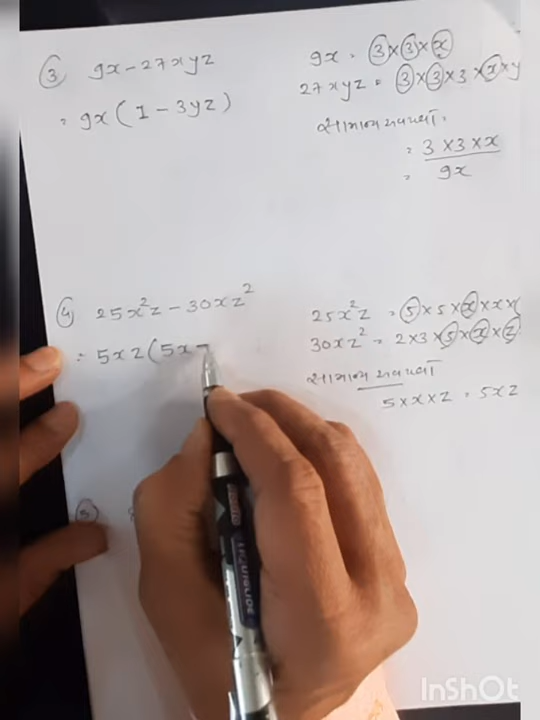 ③ 9x - 27xyz
= 9x(1 - 3yz)
9x = 3×3×x
27xyz = 3×3×3×x×y
સામાન્ય અવયવ
= 3×3×x
= 9x
④ 25x²z - 30xz²
= 5xz(5x -
25x²z = 5×5×x×x×
30xz² = 2×3×5×x×z
સામાન્ય અવયવ
5×x×z = 5xz
⑤
InShOt